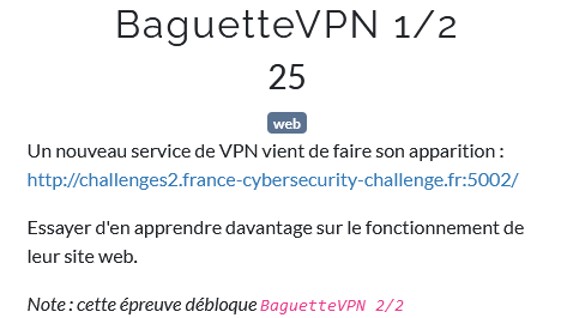 BaguetteVPN 1/2
25
web
Un nouveau service de VPN vient de faire son apparition :
http://challenges2.france-cybersecurity-challenge.fr:5002/
Essayer d'en apprendre davantage sur le fonctionnement de
leur site web.
Note : cette épreuve débloque BaguetteVPN 2/2